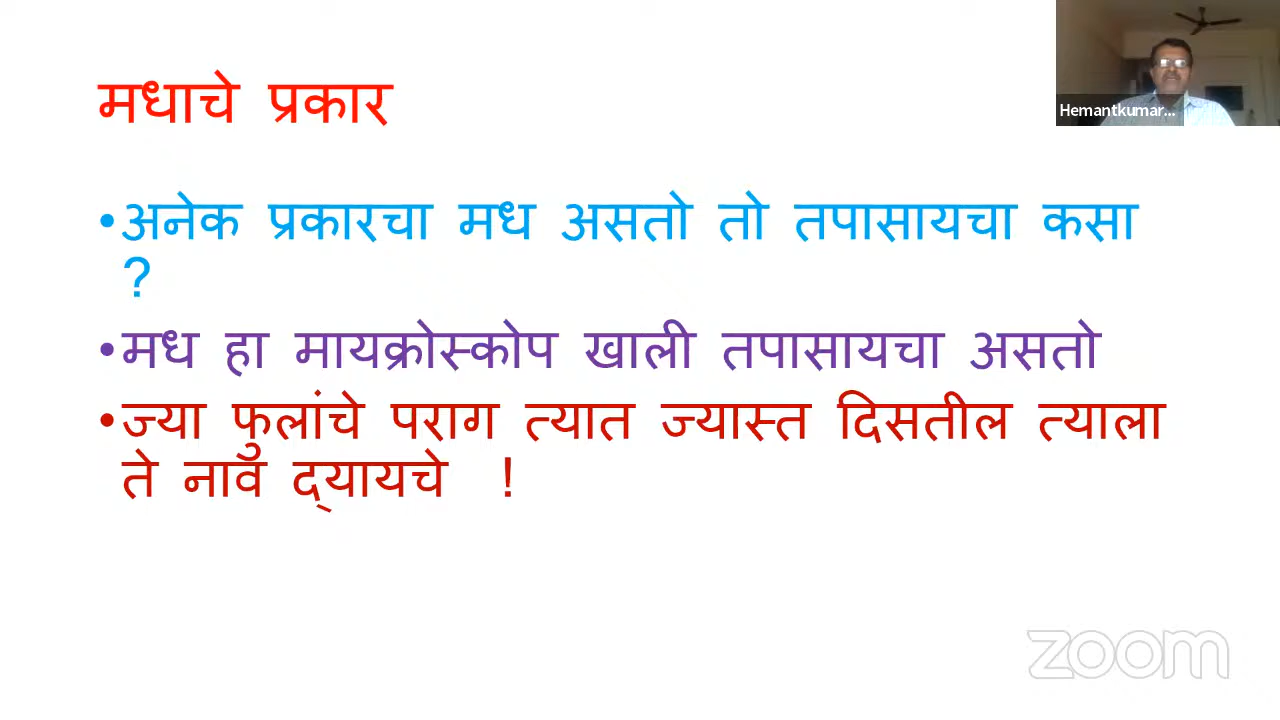 मधाचे प्रकार
Hemantkumar...
•अनेक प्रकारचा मध असतो तो तपासायचा कसा
?
•मध हा मायक्रोस्कोप खाली तपासायचा असतो
•ज्या फुलांचे पराग त्यात ज्यास्त दिसतील त्याला
ते नाव द्‌यायचे !
zoom